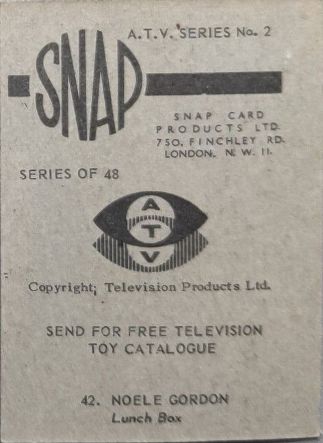 A.T.V. SERIES No. 2
SNAP
SNAP CARD
PRODUCTS LTD.
750, FINCHLEY RD.
LONDON, N.W. 11.
SERIES OF 48
A
T
V
Copyright; Television Products Ltd.
SEND FOR FREE TELEVISION
TOY CATALOGUE
42. NOELE GORDON
Lunch Box